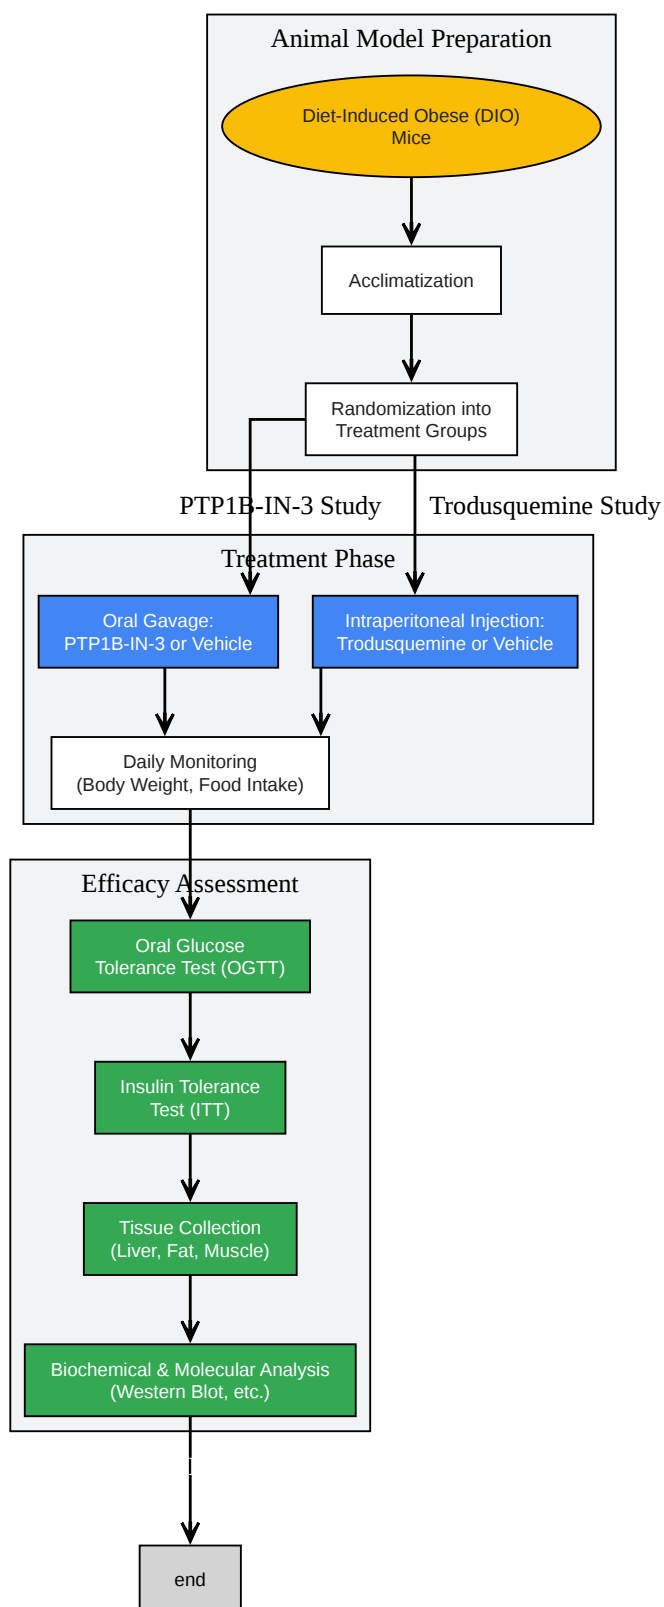 Animal Model Preparation
Diet-Induced Obese (DIO)
Mice
Acclimatization
Randomization into
Treatment Groups
PTP1B-IN-3 Study
Trodusquemine Study
Treatment Phase
Oral Gavage:
PTP1B-IN-3 or Vehicle
Intraperitoneal Injection:
Trodusquemine or Vehicle
Daily Monitoring
(Body Weight, Food Intake)
Efficacy Assessment
Oral Glucose
Tolerance Test (OGTT)
Insulin Tolerance
Test (ITT)
Tissue Collection
(Liver, Fat, Muscle)
Biochemical & Molecular Analysis
(Western Blot, etc.)
end